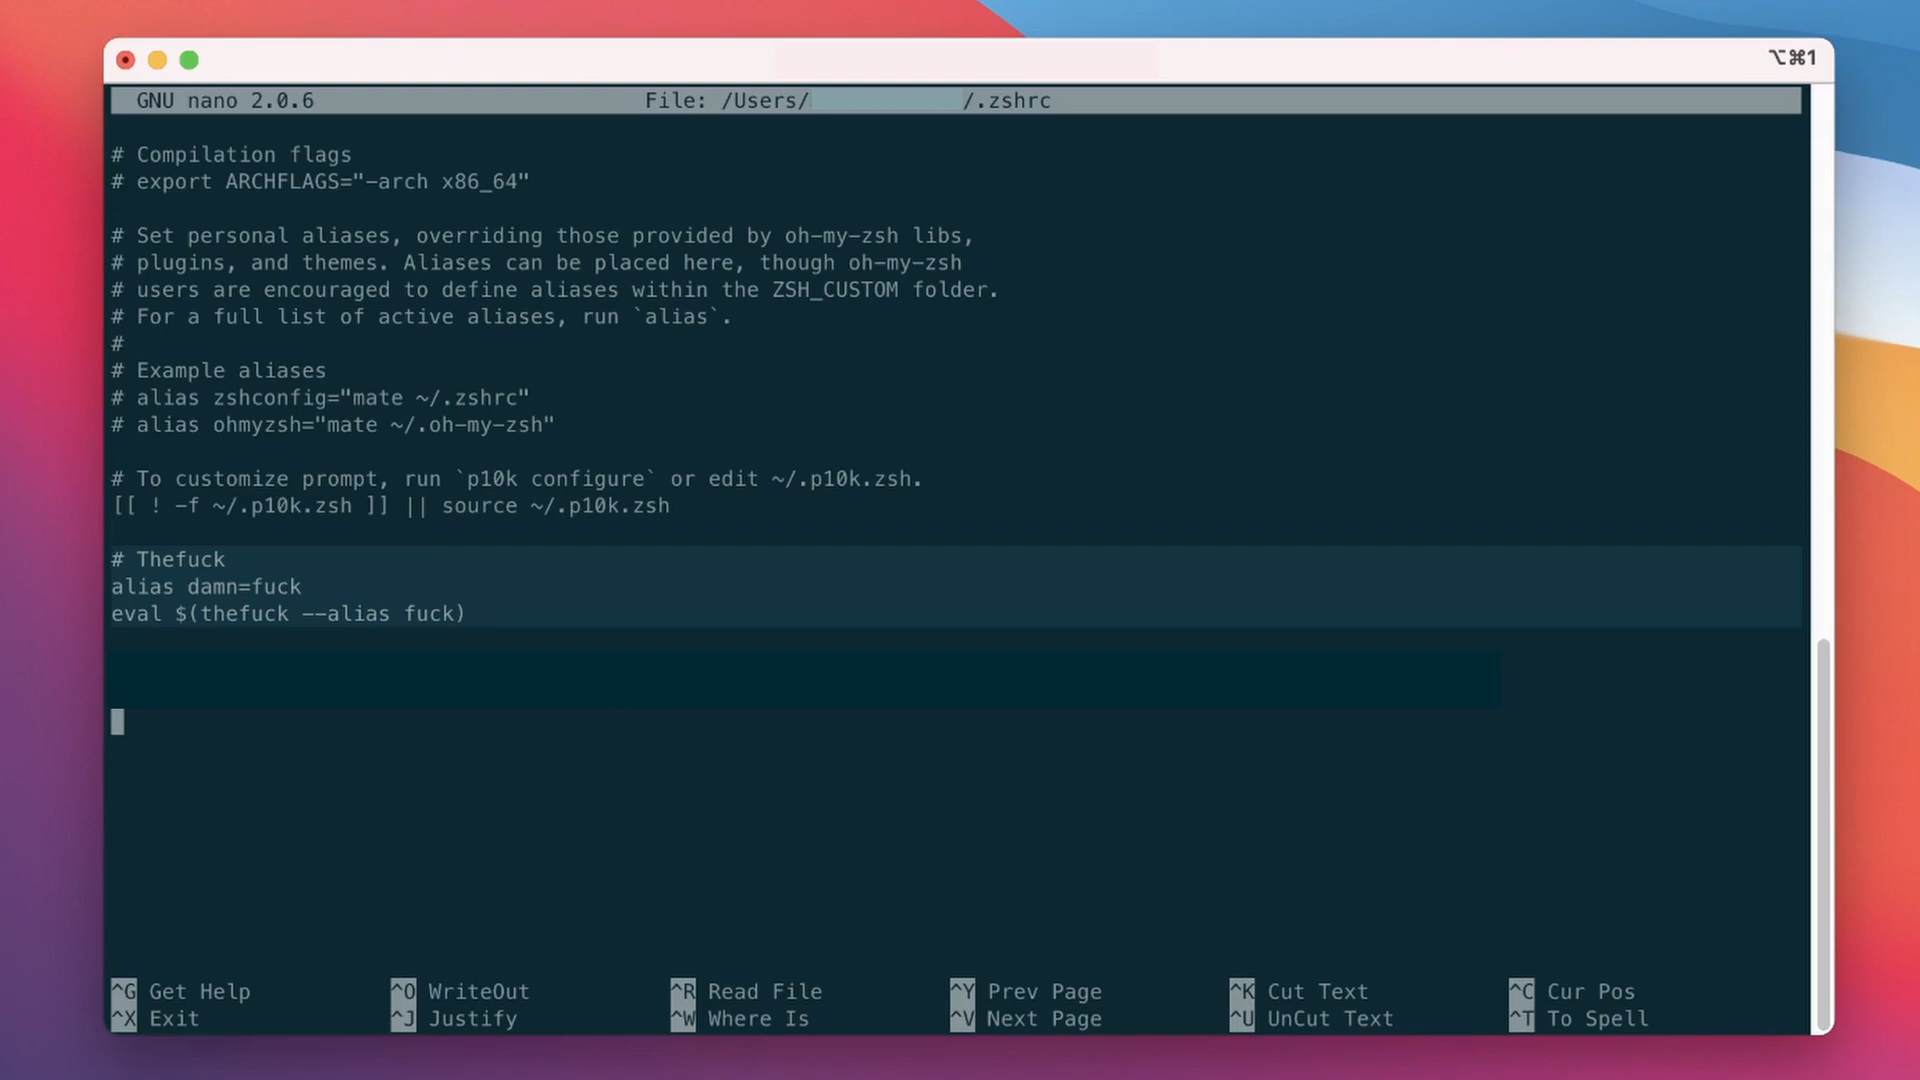 ⌥⌘1
GNU nano 2.0.6 File: /Users/ /.zshrc
# Compilation flags
# export ARCHFLAGS="-arch x86_64"
# Set personal aliases, overriding those provided by oh-my-zsh libs,
# plugins, and themes. Aliases can be placed here, though oh-my-zsh
# users are encouraged to define aliases within the ZSH_CUSTOM folder.
# For a full list of active aliases, run `alias`.
#
# Example aliases
# alias zshconfig="mate ~/.zshrc"
# alias ohmyzsh="mate ~/.oh-my-zsh"
# To customize prompt, run `p10k configure` or edit ~/.p10k.zsh.
[[ ! -f ~/.p10k.zsh ]] || source ~/.p10k.zsh
# Thefuck
alias damn=fuck
eval $(thefuck --alias fuck)
^G Get Help ^O WriteOut ^R Read File ^Y Prev Page ^K Cut Text ^C Cur Pos
^X Exit ^J Justify ^W Where Is ^V Next Page ^U UnCut Text ^T To Spell